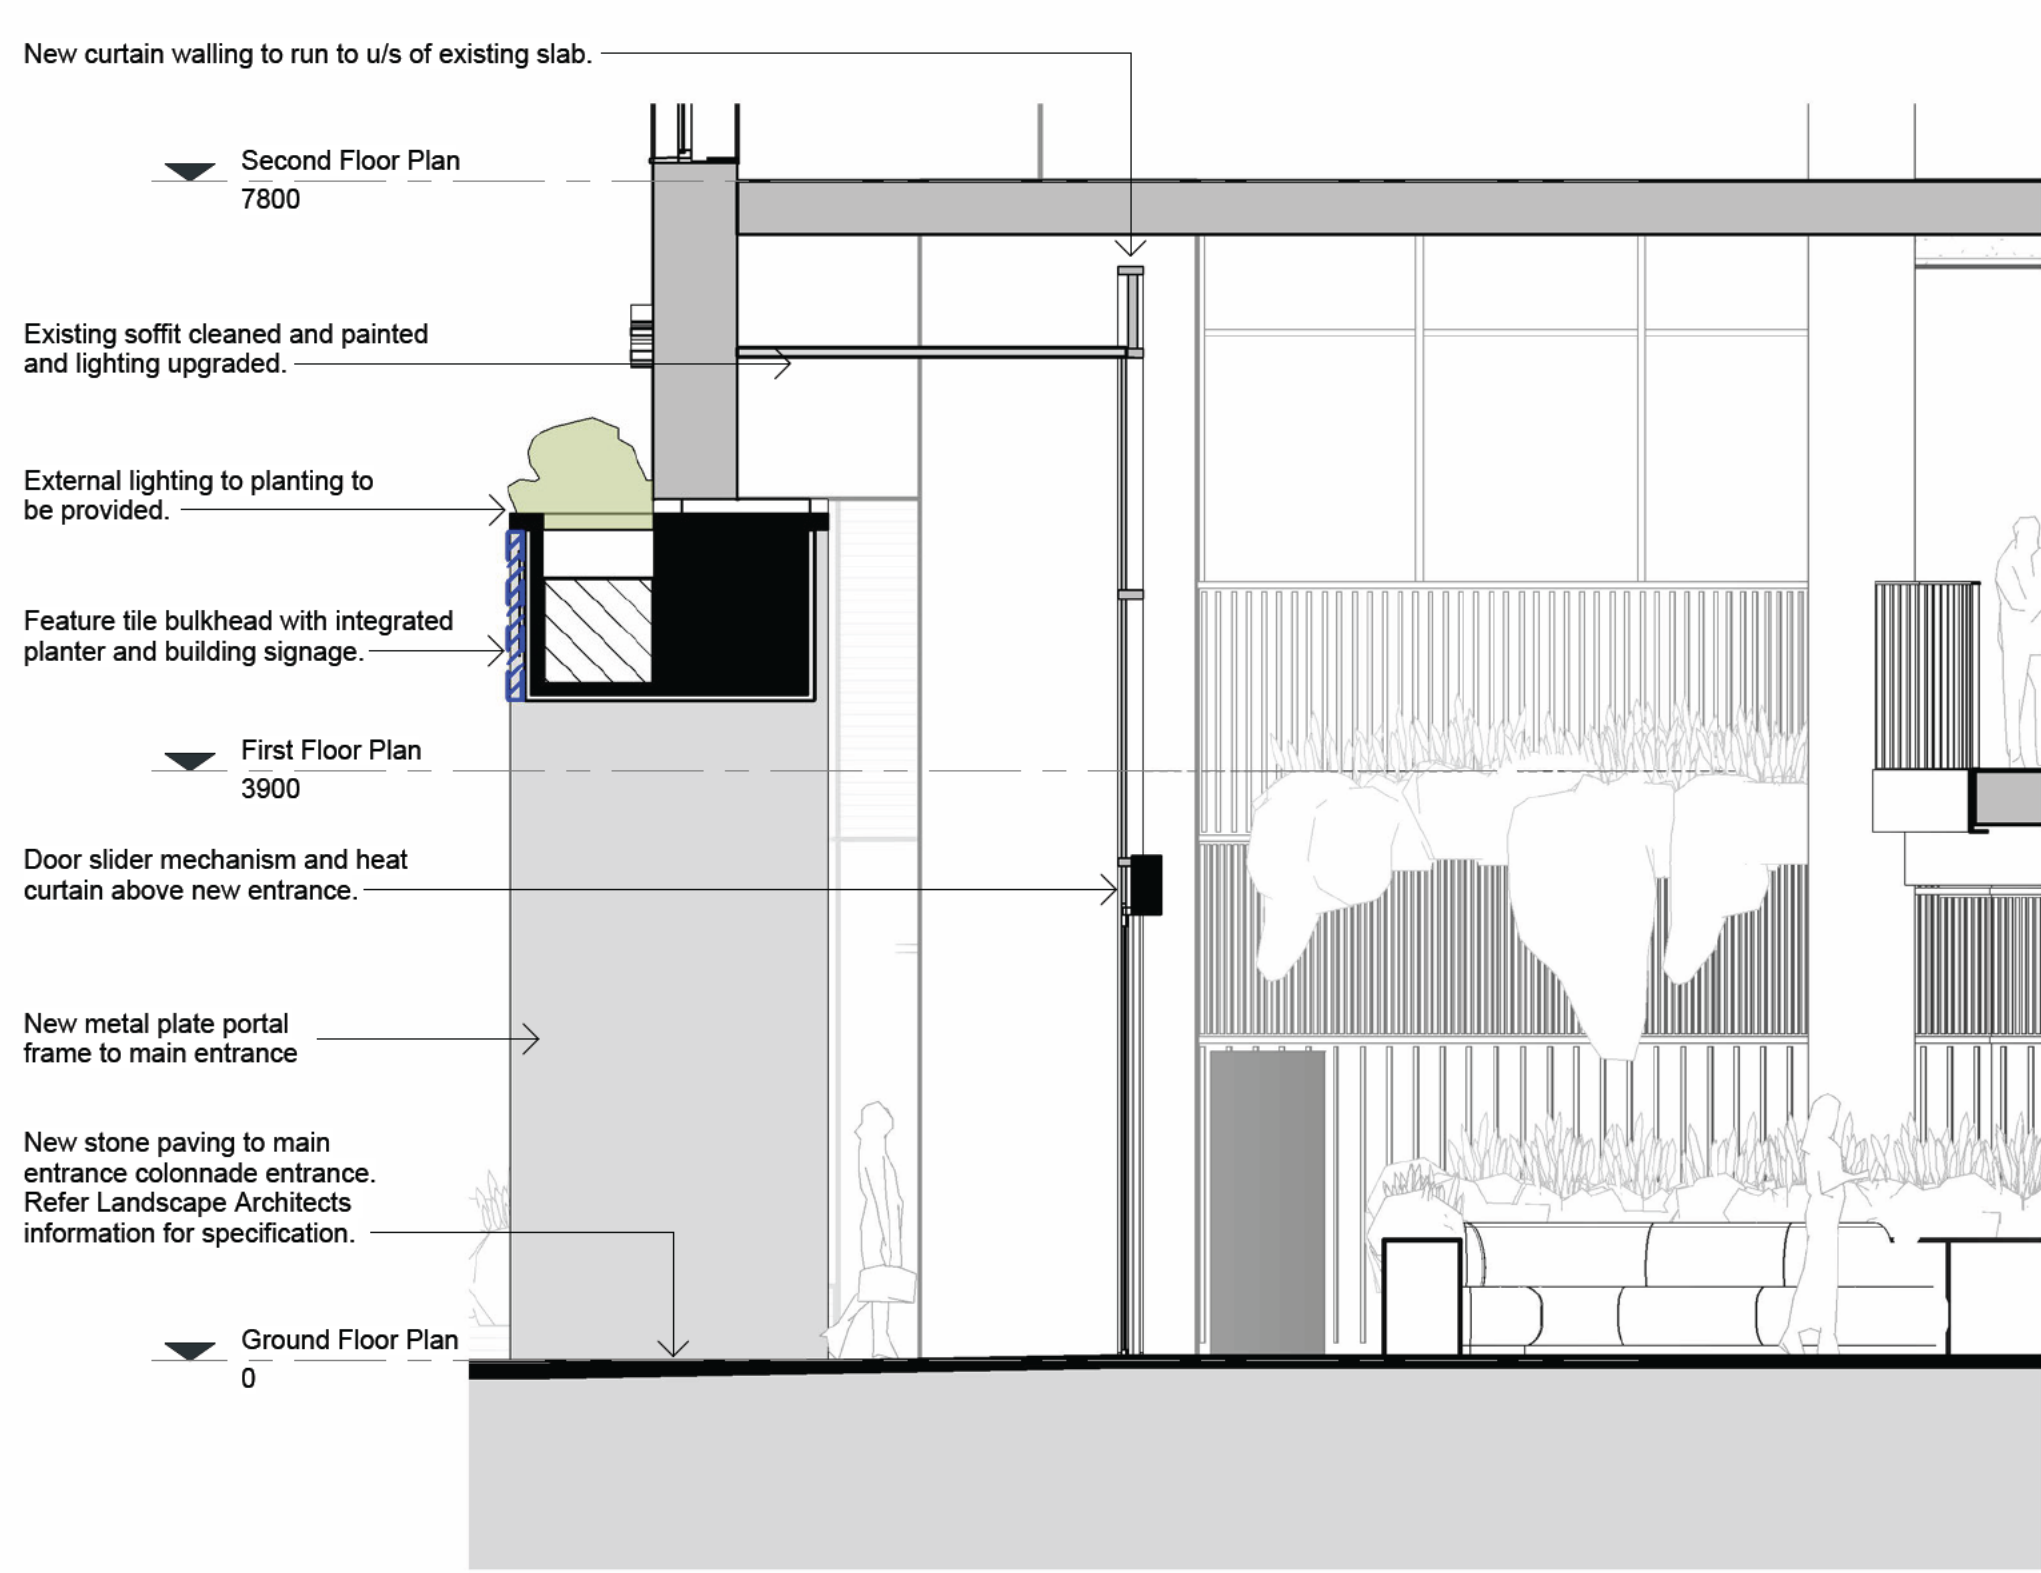 New curtain walling to run to u/s of existing slab.
Second Floor Plan
7800
Existing soffit cleaned and painted
and lighting upgraded.
External lighting to planting to
be provided.
Feature tile bulkhead with integrated
planter and building signage.
First Floor Plan
3900
Door slider mechanism and heat
curtain above new entrance.
New metal plate portal
frame to main entrance
New stone paving to main
entrance colonnade entrance.
Refer Landscape Architects
information for specification.
Ground Floor Plan
0